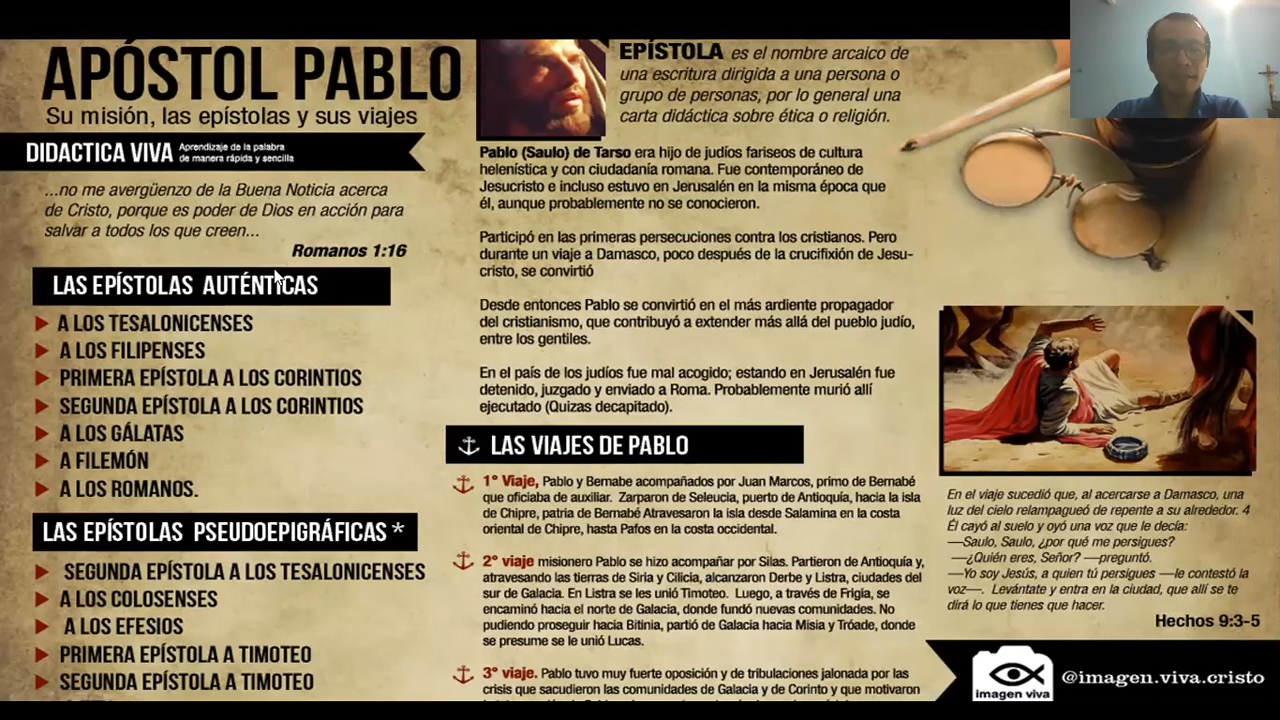 APÓSTOL PABLO
Su misión, las epístolas y sus viajes
DIDACTICA VIVA Aprendizaje de la palabra
de manera rápida y sencilla
...no me avergüenzo de la Buena Noticia acerca
de Cristo, porque es poder de Dios en acción para
salvar a todos los que creen...
Romanos 1:16
LAS EPÍSTOLAS AUTÉNTICAS
A LOS TESALONICENSES
A LOS FILIPENSES
PRIMERA EPÍSTOLA A LOS CORINTIOS
SEGUNDA EPÍSTOLA A LOS CORINTIOS
A LOS GÁLATAS
A FILEMÓN
A LOS ROMANOS.
LAS EPÍSTOLAS PSEUDOEPIGRÁFICAS *
SEGUNDA EPÍSTOLA A LOS TESALONICENSES
A LOS COLOSENSES
A LOS EFESIOS
PRIMERA EPÍSTOLA A TIMOTEO
SEGUNDA EPÍSTOLA A TIMOTEO
EPÍSTOLA es el nombre arcaico de
una escritura dirigida a una persona o
grupo de personas, por lo general una
carta didáctica sobre ética o religión.
Pablo (Saulo) de Tarso era hijo de judíos fariseos de cultura
helenística y con ciudadanía romana. Fue contemporáneo de
Jesucristo e incluso estuvo en Jerusalén en la misma época que
él, aunque probablemente no se conocieron.
Participó en las primeras persecuciones contra los cristianos. Pero
durante un viaje a Damasco, poco después de la crucifixión de Jesu-
cristo, se convirtió
Desde entonces Pablo se convirtió en el más ardiente propagador
del cristianismo, que contribuyó a extender más allá del pueblo judío,
entre los gentiles.
En el país de los judíos fue mal acogido; estando en Jerusalén fue
detenido, juzgado y enviado a Roma. Probablemente murió allí
ejecutado (Quizas decapitado).
LAS VIAJES DE PABLO
1° Viaje, Pablo y Bernabe acompañados por Juan Marcos, primo de Bernabé
que oficiaba de auxiliar. Zarparon de Seleucia, puerto de Antioquía, hacia la isla
de Chipre, patria de Bernabé Atravesaron la isla desde Salamina en la costa
oriental de Chipre, hasta Pafos en la costa occidental.
2° viaje misionero Pablo se hizo acompañar por Silas. Partieron de Antioquía y,
atravesando las tierras de Siria y Cilicia, alcanzaron Derbe y Listra, ciudades del
sur de Galacia. En Listra se les unió Timoteo. Luego, a través de Frigia, se
encaminó hacia el norte de Galacia, donde fundó nuevas comunidades. No
pudiendo proseguir hacia Bitinia, partió de Galacia hacia Misia y Tróade, donde
se presume se le unió Lucas.
3° viaje. Pablo tuvo muy fuerte oposición y de tribulaciones jalonada por las
crisis que sacudieron las comunidades de Galacia y de Corinto y que motivaron
En el viaje sucedió que, al acercarse a Damasco, una
luz del cielo relampagueó de repente a su alrededor. 4
Él cayó al suelo y oyó una voz que le decía:
—Saulo, Saulo, ¿por qué me persigues?
—¿Quién eres, Señor? —preguntó.
—Yo soy Jesús, a quien tú persigues —le contestó la
voz—. Levántate y entra en la ciudad, que allí se te
dirá lo que tienes que hacer.
Hechos 9:3-5
imagen viva
@imagen.viva.cristo